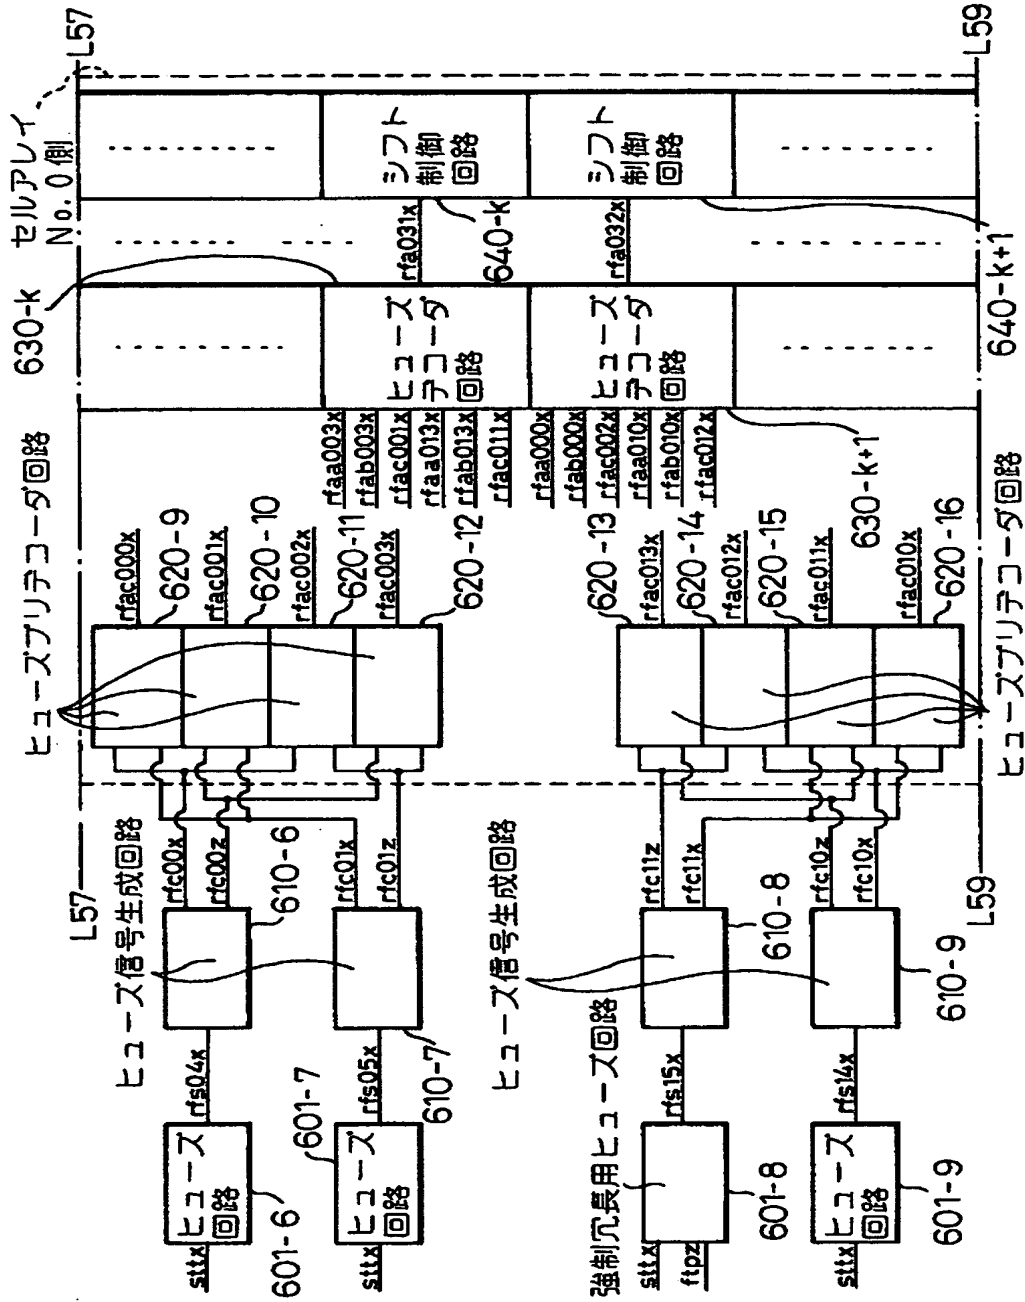 L57
セルアレイ
No.0側
L59
シフト
制御
回路
シフト
制御
回路
rfa031x
640-k
rfa032x
640-k+1
630-k
ヒューズ
デコーダ
回路
ヒューズ
デコーダ
回路
rfaa003x
rfab003x
rfac001x
rfaa013x
rfab013x
rfac011x
rfaa000x
rfab000x
rfac002x
rfaa010x
rfab010x
rfac012x
630-k+1
ヒューズプリデコーダ回路
rfac000x
620-9
rfac001x
620-10
rfac002x
620-11
rfac003x
620-12
620-13
rfac013x
620-14
rfac012x
620-15
rfac011x
rfac010x
620-16
ヒューズプリデコーダ回路
L57
rfc00x
rfc00z
610-6
rfc01x
rfc01z
rfc11z
rfc11x
610-8
rfc10z
rfc10x
L59
ヒューズ信号生成回路
ヒューズ信号生成回路
610-7
610-9
rfs04x
rfs05x
rfs15x
rfs14x
ヒューズ
回路
601-6
601-7
ヒューズ
回路
強制冗長用ヒューズ回路
601-8
ヒューズ
回路
601-9
sttx
sttx
sttx
ftpz
sttx